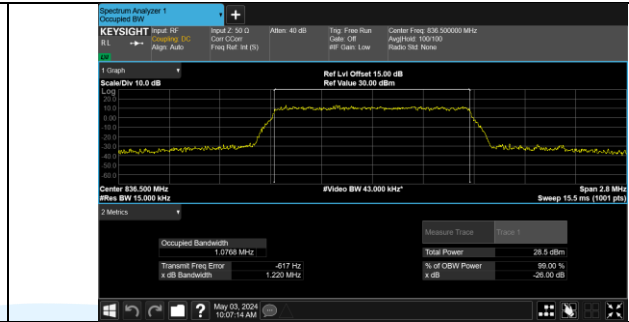 Spectrum Analyzer 1
Occupied BW
+
KEYSIGHT Input: RF Input Z: 50 Ω Atten: 40 dB Trig: Free Run Center Freq: 836.500000 MHz
RL Coupling: DC Corr CCorr Gate: Off Avg|Hold: 100/100
Align: Auto Freq Ref: Int (S) #IF Gain: Low Radio Std: None
1 Graph
Ref Lvl Offset 15.00 dB
Scale/Div 10.0 dB Ref Value 30.00 dBm
Log
20.0
10.0
0.00
-10.0
-20.0
-30.0
-40.0
-50.0
-60.0
Center 836.500 MHz #Video BW 43.000 kHz* Span 2.8 MHz
#Res BW 15.000 kHz Sweep 15.5 ms (1001 pts)
2 Metrics
Measure Trace Trace 1
Occupied Bandwidth
1.0768 MHz Total Power 28.5 dBm
Transmit Freq Error -617 Hz % of OBW Power 99.00 %
x dB Bandwidth 1.220 MHz x dB -26.00 dB
? May 03, 2024
10:07:14 AM